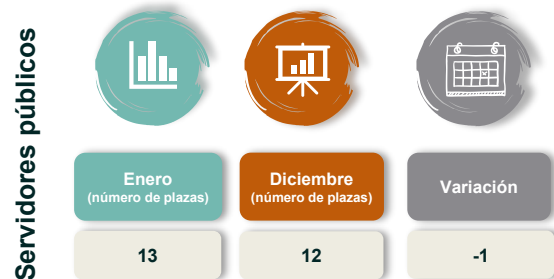 Servidores públicos
Enero
(número de plazas)
Diciembre
(número de plazas)
Variación
13
12
-1